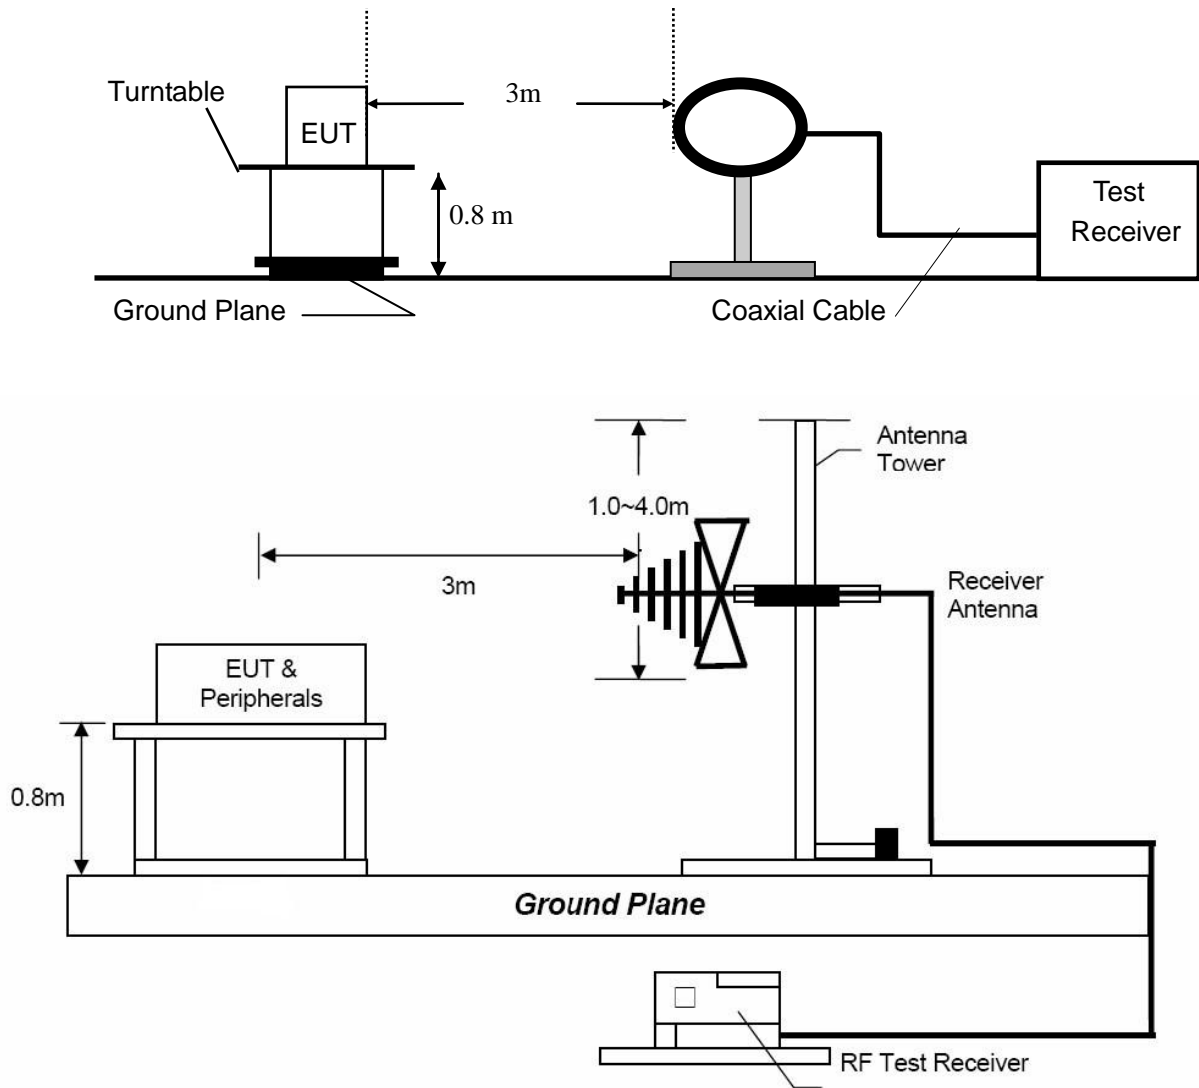 Turntable
3m
EUT
0.8 m
Test
Receiver
Ground Plane
Coaxial Cable
Antenna
Tower
1.0~4.0m
3m
Receiver
Antenna
EUT &
Peripherals
0.8m
Ground Plane
RF Test Receiver